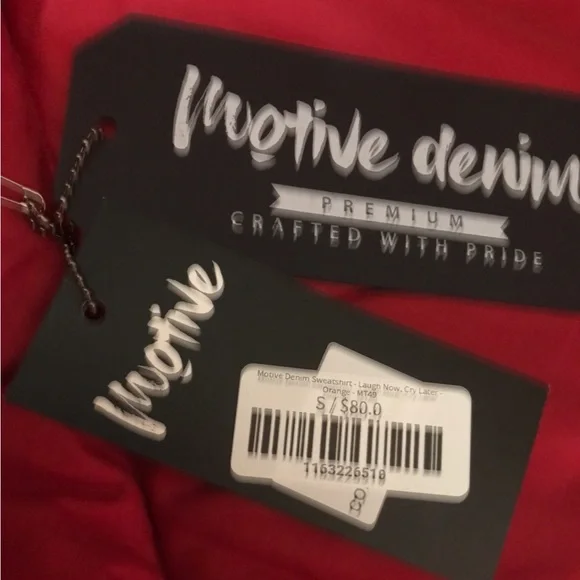 Motive denim
PREMIUM
CRAFTED WITH PRIDE
Motive
Motive Denim Sweatshirt - Laugh Now, Cry Later -
Orange - MT49
S / $80.0
1163226518